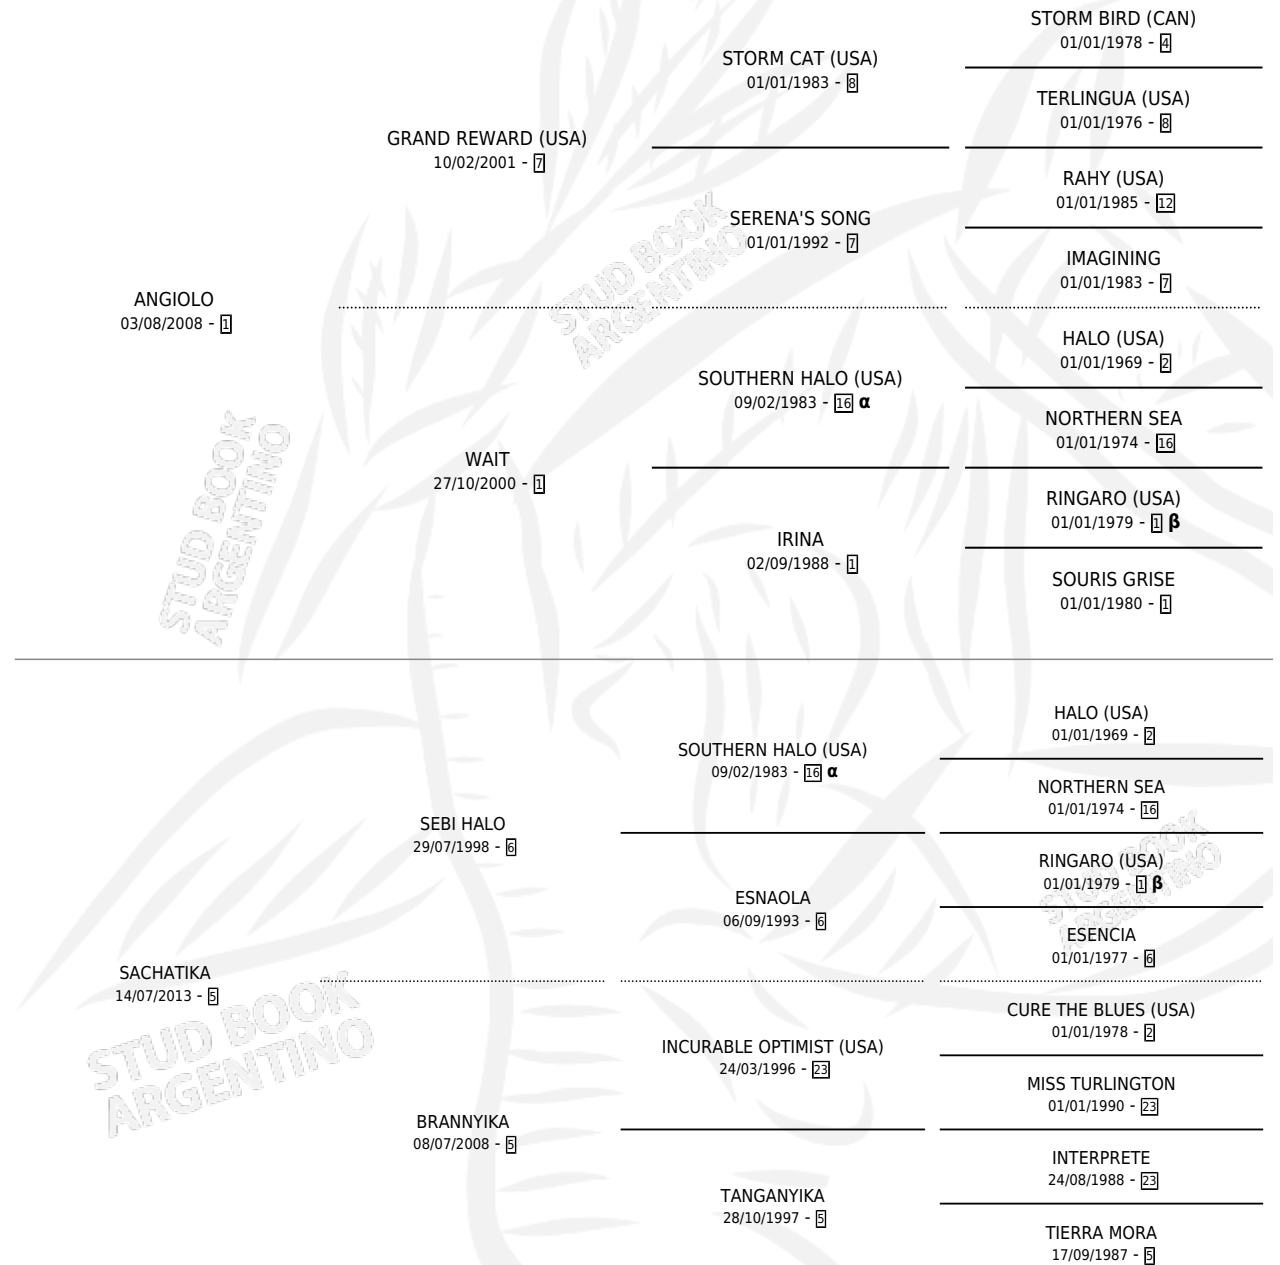 STORM BIRD (CAN)
01/01/1978 - 4
STORM CAT (USA)
01/01/1983 - 8
TERLINGUA (USA)
01/01/1976 - 8
GRAND REWARD (USA)
10/02/2001 - 7
RAHY (USA)
01/01/1985 - 12
SERENA'S SONG
01/01/1992 - 7
IMAGINING
01/01/1983 - 7
ANGIOLO
03/08/2008 - 1
HALO (USA)
01/01/1969 - 2
SOUTHERN HALO (USA)
09/02/1983 - 16 α
NORTHERN SEA
01/01/1974 - 16
WAIT
27/10/2000 - 1
RINGARO (USA)
01/01/1979 - 1 β
IRINA
02/09/1988 - 1
SOURIS GRISE
01/01/1980 - 1
STUD BOOK
ARGENTINO
STUD BOOK
ARGENTINO
HALO (USA)
01/01/1969 - 2
SOUTHERN HALO (USA)
09/02/1983 - 16 α
NORTHERN SEA
01/01/1974 - 16
SEBI HALO
29/07/1998 - 6
RINGARO (USA)
01/01/1979 - 1 β
ESNAOLA
06/09/1993 - 6
ESENCIA
01/01/1977 - 6
SACHATIKA
14/07/2013 - 5
CURE THE BLUES (USA)
01/01/1978 - 2
INCURABLE OPTIMIST (USA)
24/03/1996 - 23
MISS TURLINGTON
01/01/1990 - 23
BRANNYIKA
08/07/2008 - 5
INTERPRETE
24/08/1988 - 23
TANGANYIKA
28/10/1997 - 5
TIERRA MORA
17/09/1987 - 5
STUD BOOK
ARGENTINO
STUD BOOK
ARGENTINO